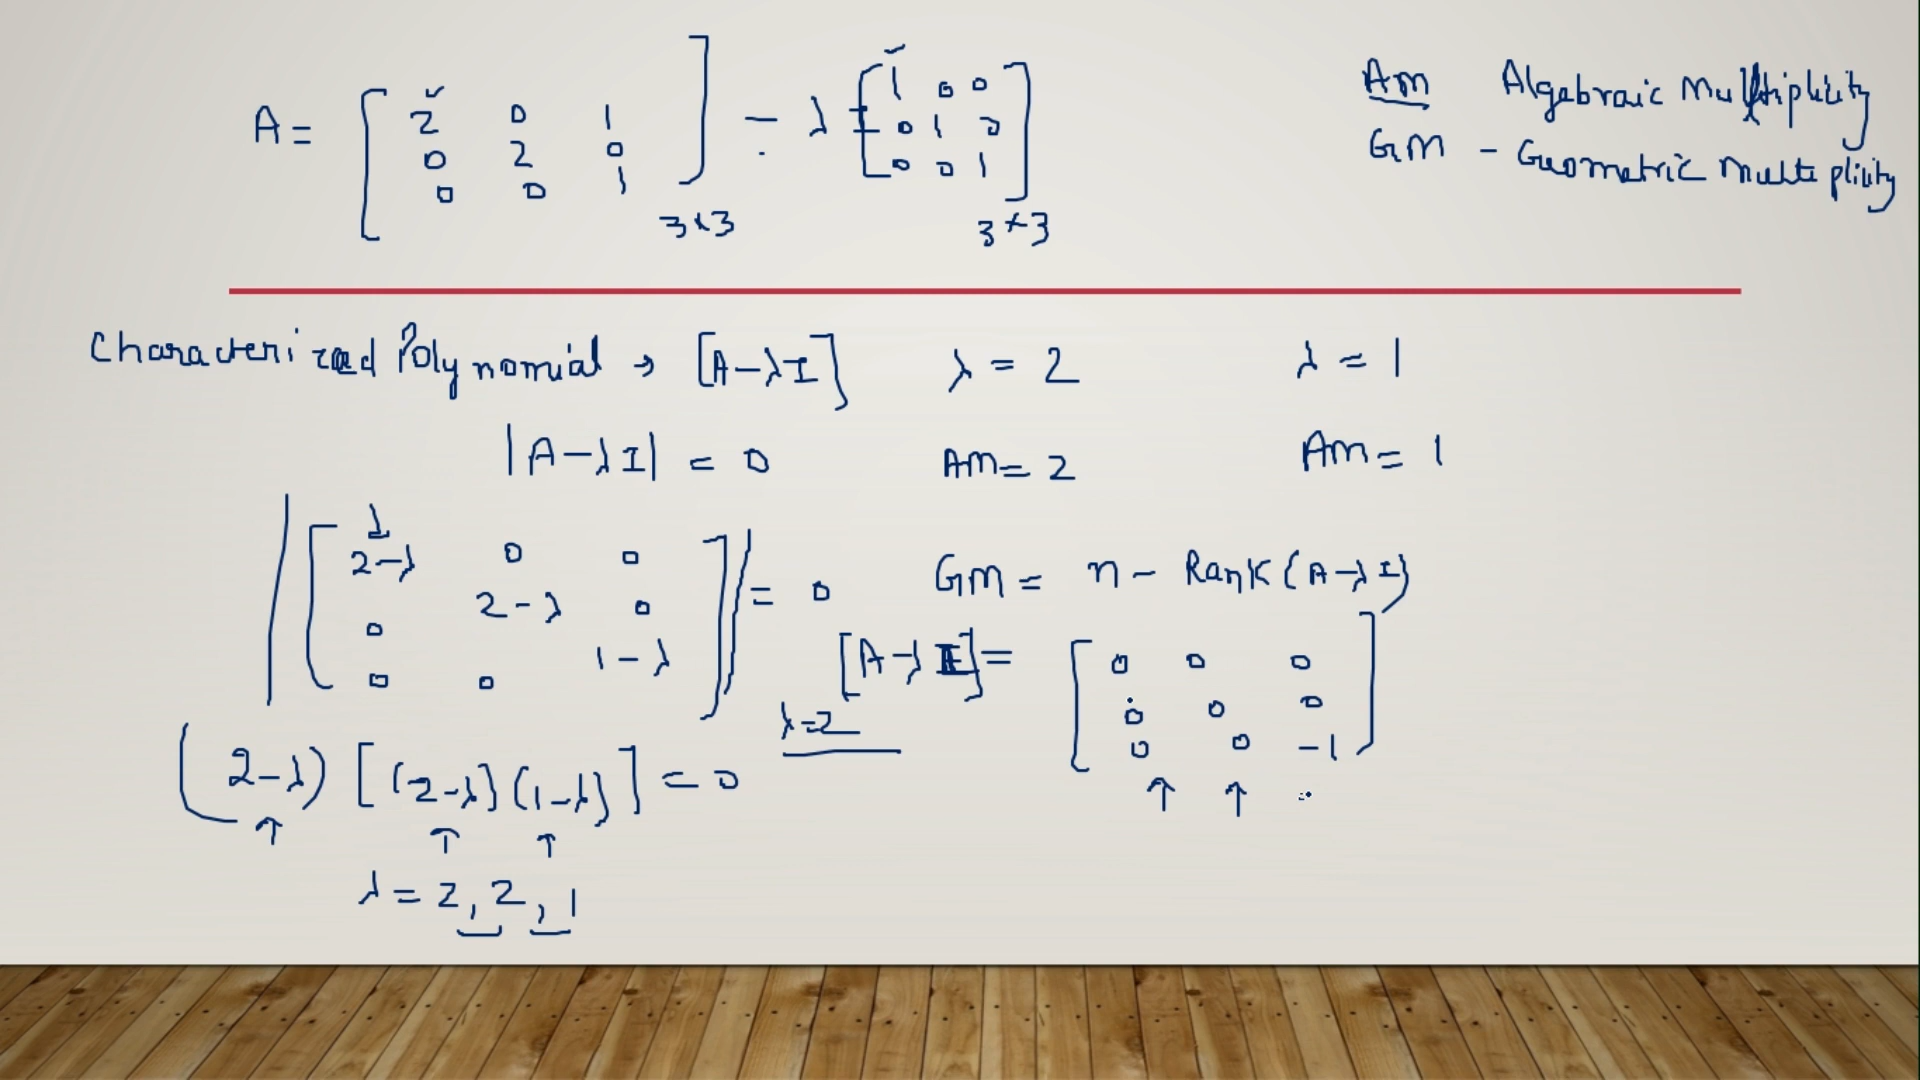 A = [ 2 0 1 ] - λ I [ 1 0 0 ]
0 2 0    0 1 0
0 0 1    0 0 1
3×3    3×3
AM Algebraic Multiplicity
GM - Geometric Multiplicity
Characterized Polynomial → [A-λI]
|A-λI| = 0
| [ 2-λ 0 0 ] | = 0
0 2-λ 0
0 0 1-λ
(2-λ) [(2-λ)(1-λ)] = 0
↑ ↑ ↑
λ = 2, 2, 1
λ = 2    λ = 1
AM = 2    AM = 1
GM = n - Rank(A-λI)
[A-λI] = [ 0 0 0 ]
λ=2    0 0 0
0 0 -1
↑ ↑